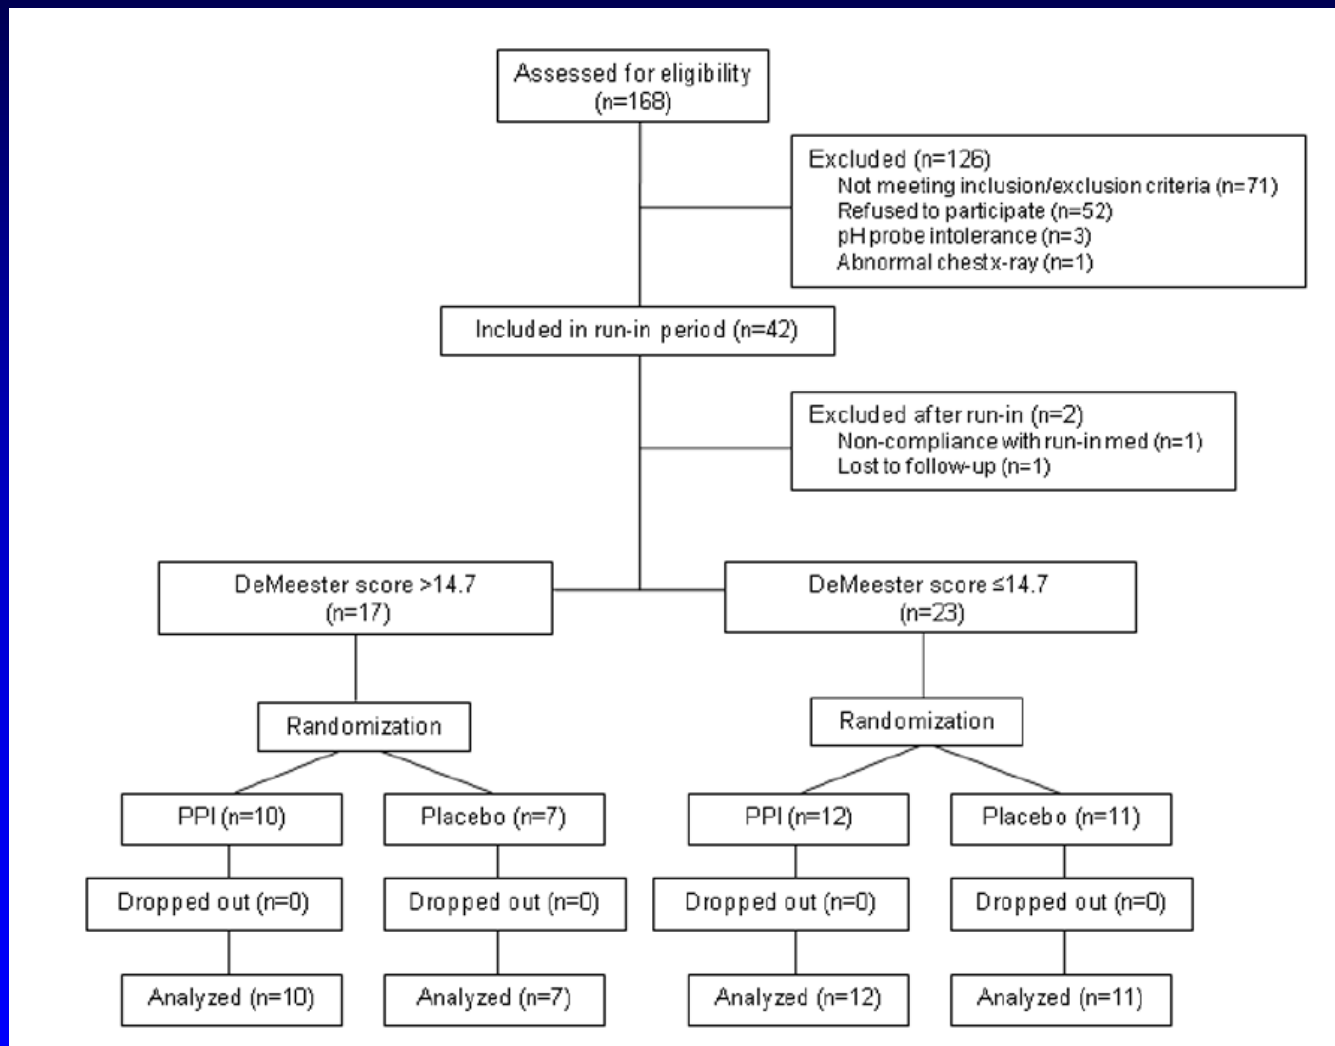 Assessed for eligibility
(n=168)
Excluded (n=126)
Not meeting inclusion/exclusion criteria (n=71)
Refused to participate (n=52)
pH probe intolerance (n=3)
Abnormal chest x-ray (n=1)
Included in run-in period (n=42)
Excluded after run-in (n=2)
Non-compliance with run-in med (n=1)
Lost to follow-up (n=1)
DeMeester score >14.7
(n=17)
DeMeester score ≤14.7
(n=23)
Randomization
Randomization
PPI (n=10)
Placebo (n=7)
PPI (n=12)
Placebo (n=11)
Dropped out (n=0)
Dropped out (n=0)
Dropped out (n=0)
Dropped out (n=0)
Analyzed (n=10)
Analyzed (n=7)
Analyzed (n=12)
Analyzed (n=11)